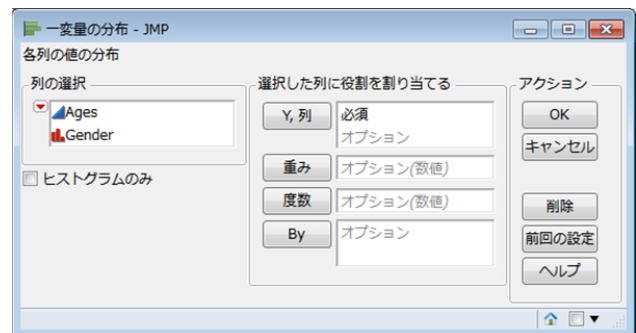 一変量の分布 - JMP
各列の値の分布
列の選択
Ages
Gender
ヒストグラムのみ
選択した列に役割を割り当てる
Y, 列
必須
オプション
重み
オプション(数値)
度数
オプション(数値)
By
オプション
アクション
OK
キャンセル
削除
前回の設定
ヘルプ